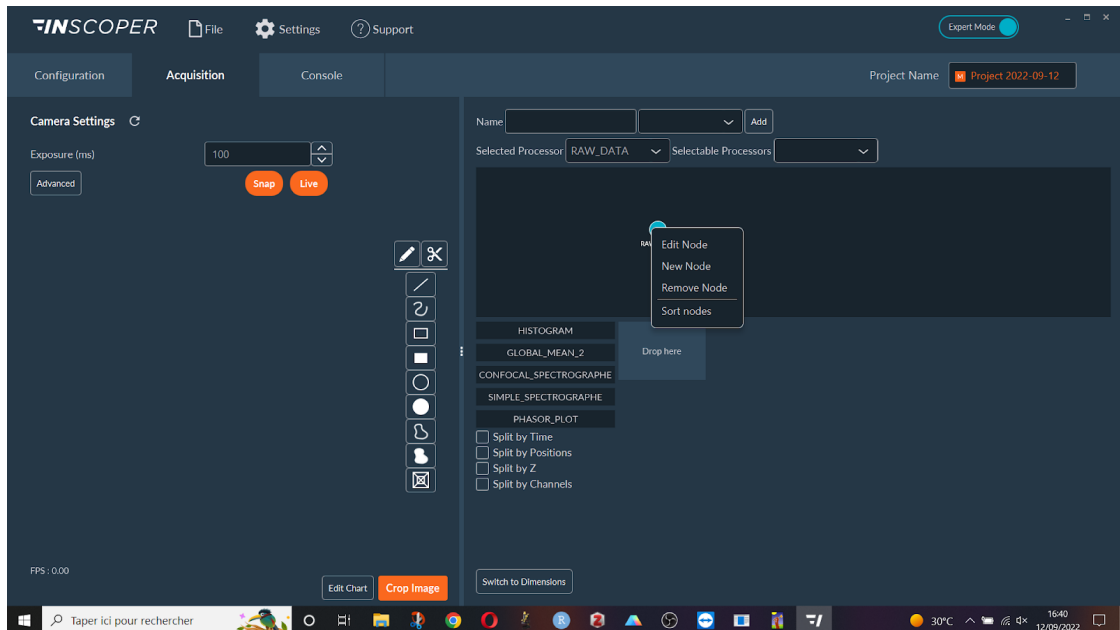 INSCOPER
File
Settings
Support
Expert Mode
Configuration
Acquisition
Console
Project Name
M
Project 2022-09-12
Camera Settings
Exposure (ms)
100
Advanced
Snap
Live
FPS : 0.00
Edit Chart
Crop Image
Name
Add
Selected Processor
RAW_DATA
Selectable Processors
RAW
Edit Node
New Node
Remove Node
Sort nodes
HISTOGRAM
GLOBAL_MEAN_2
CONFOCAL_SPECTROGRAPHE
SIMPLE_SPECTROGRAPHE
PHASOR_PLOT
Drop here
Split by Time
Split by Positions
Split by Z
Split by Channels
Switch to Dimensions
Taper ici pour rechercher
R
Z
30°C
16:40
12/09/2022